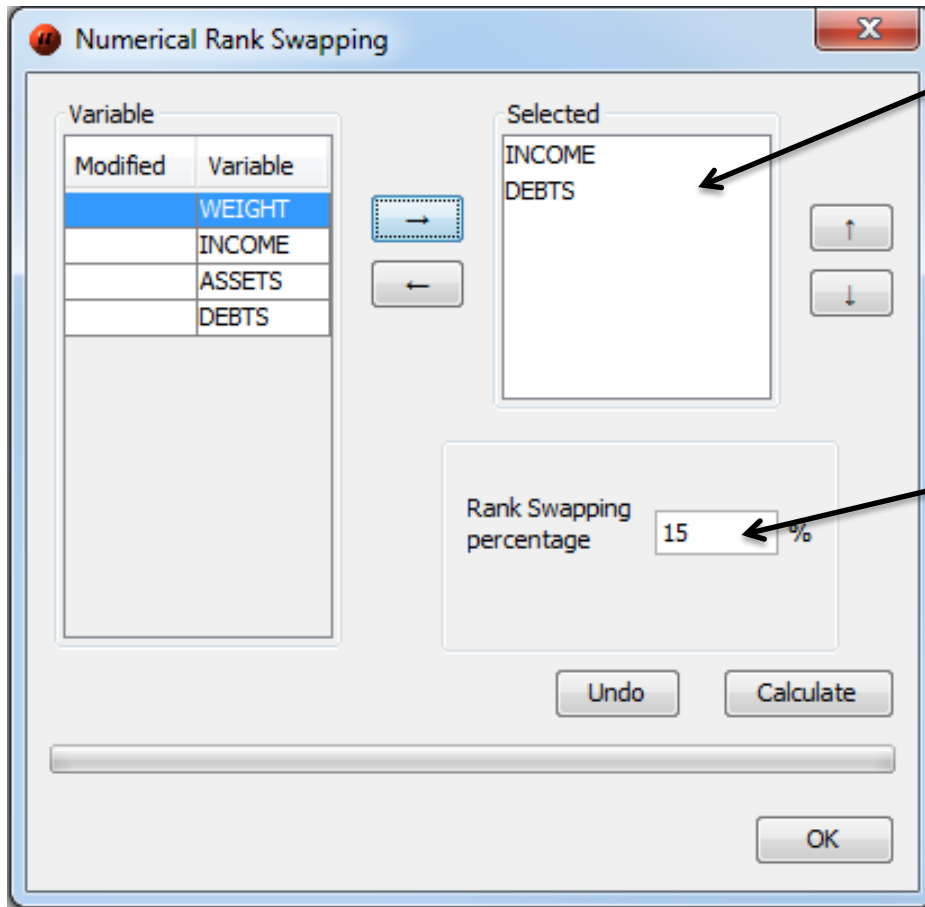 Numerical Rank Swapping
Variable
Modified Variable
WEIGHT
INCOME
ASSETS
DEBTS
→
←
Selected
INCOME
DEBTS
↑
↓
Rank Swapping
percentage 15 %
Undo Calculate
OK